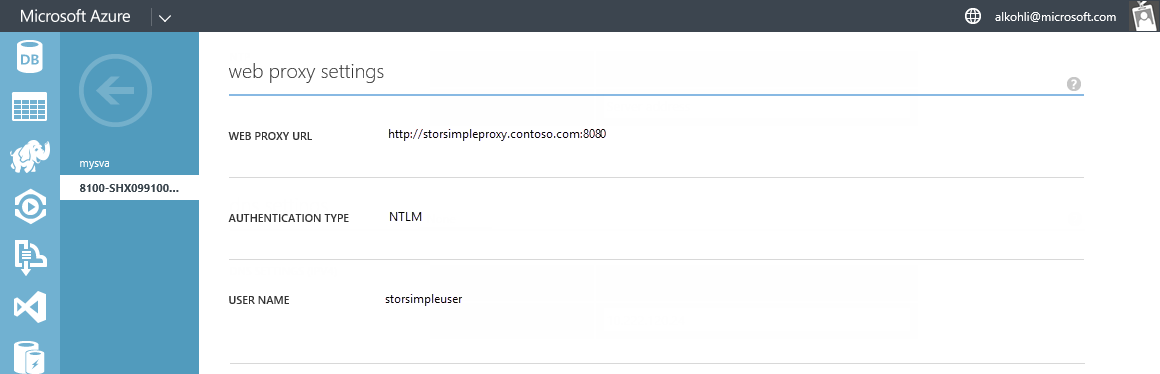 Microsoft Azure
alkohli@microsoft.com
DB
web proxy settings
?
WEB PROXY URL
http://storsimpleproxy.contoso.com:8080
mysva
8100-SHX099100...
AUTHENTICATION TYPE
NTLM
USER NAME
storsimpleuser